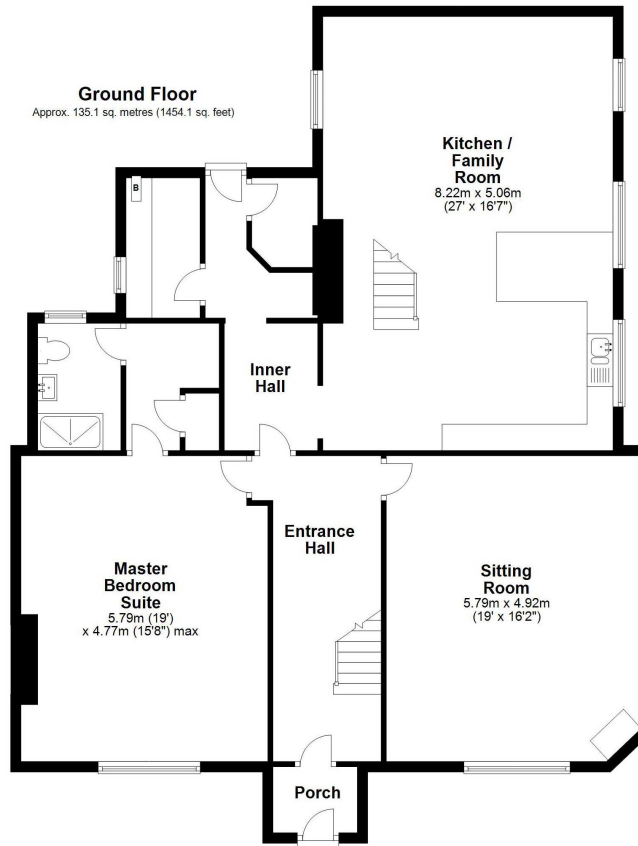 Ground Floor
Approx. 135.1 sq. metres (1454.1 sq. feet)
Kitchen /
Family
Room
8.22m x 5.06m
(27' x 16'7")
B
Inner
Hall
Entrance
Hall
Master
Bedroom
Suite
5.79m (19')
x 4.77m (15'8") max
Sitting
Room
5.79m x 4.92m
(19' x 16'2")
Porch